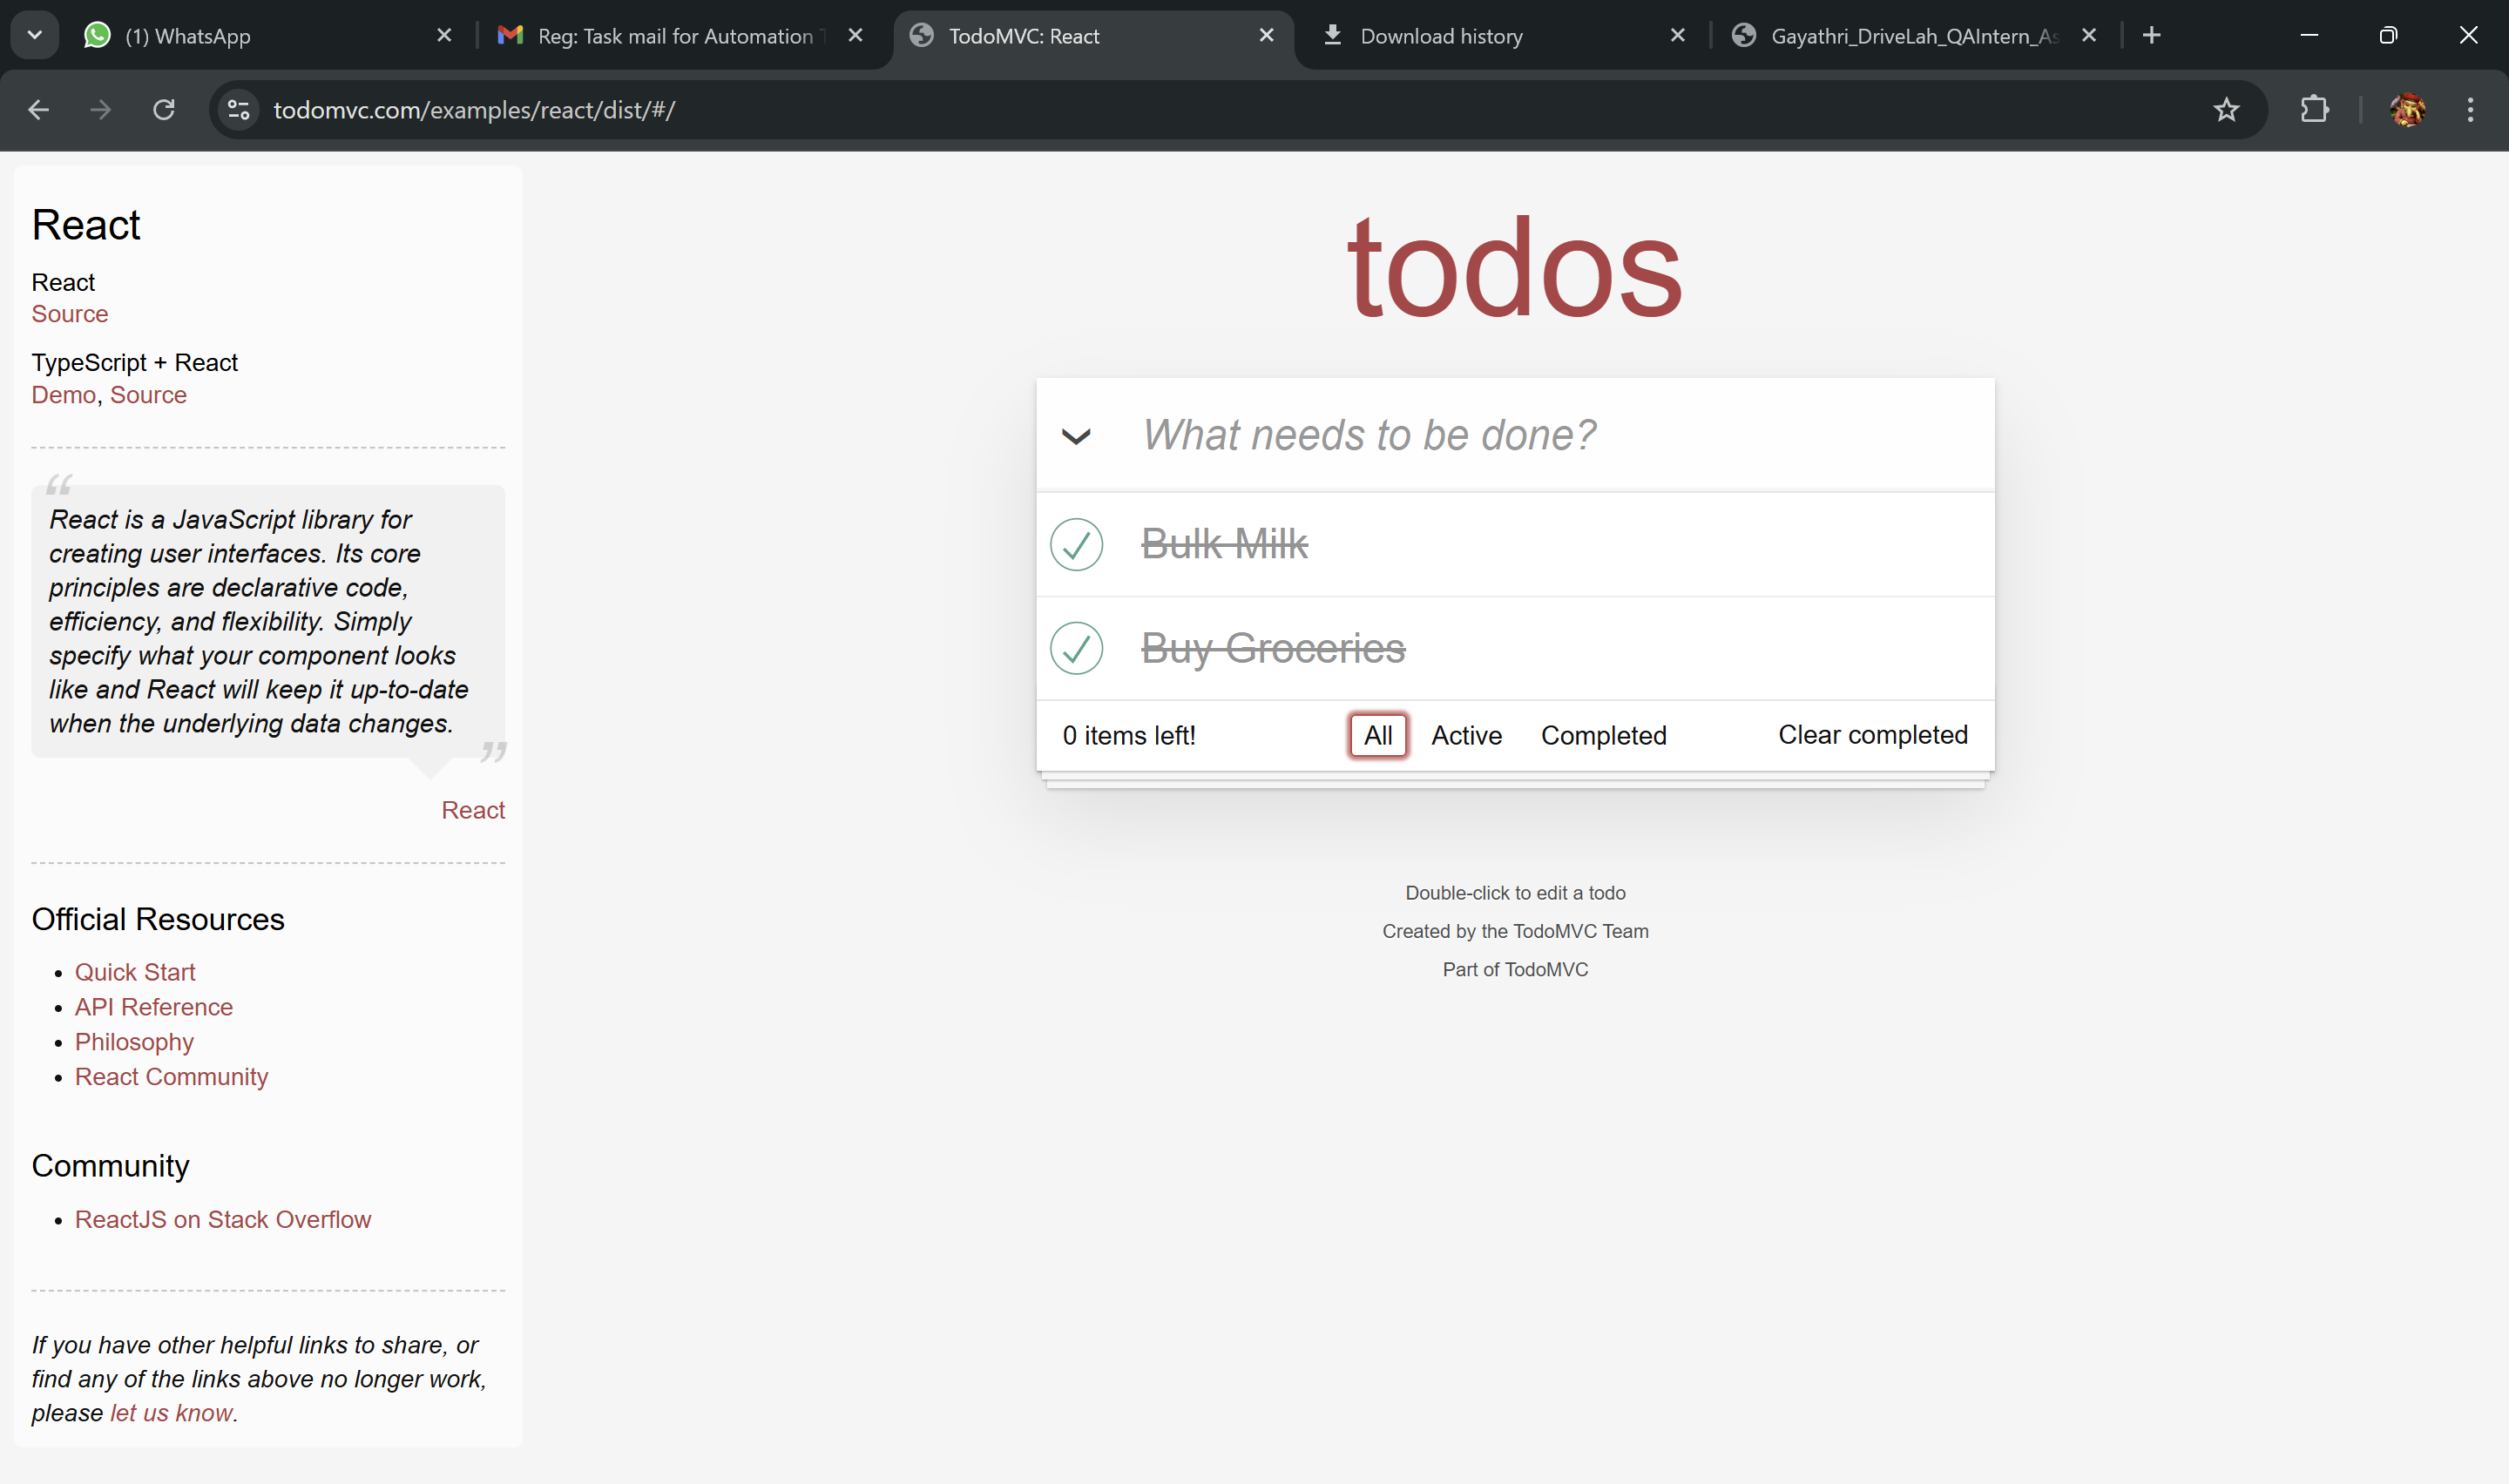 (1) WhatsApp
Reg: Task mail for Automation
TodoMVC: React
Download history
Gayathri_DriveLah_QAIntern_As
todomvc.com/examples/react/dist/#/
React
React
Source
TypeScript + React
Demo, Source
“
React is a JavaScript library for
creating user interfaces. Its core
principles are declarative code,
efficiency, and flexibility. Simply
specify what your component looks
like and React will keep it up-to-date
when the underlying data changes.
”
React
Official Resources
• Quick Start
• API Reference
• Philosophy
• React Community
Community
• ReactJS on Stack Overflow
If you have other helpful links to share, or
find any of the links above no longer work,
please let us know.
todos
What needs to be done?
Bulk Milk
Buy Groceries
0 items left! All Active Completed Clear completed
Double-click to edit a todo
Created by the TodoMVC Team
Part of TodoMVC